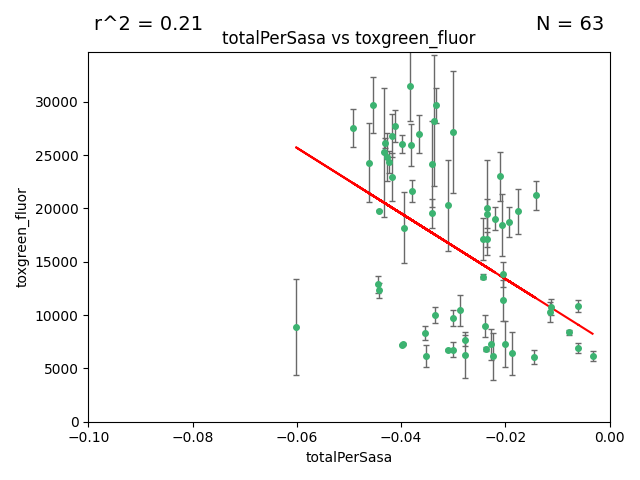 r^2 = 0.21
N = 63
totalPerSasa vs toxgreen_fluor
30000
25000
20000
15000
10000
5000
0
toxgreen_fluor
−0.10
−0.08
−0.06
−0.04
−0.02
0.00
totalPerSasa